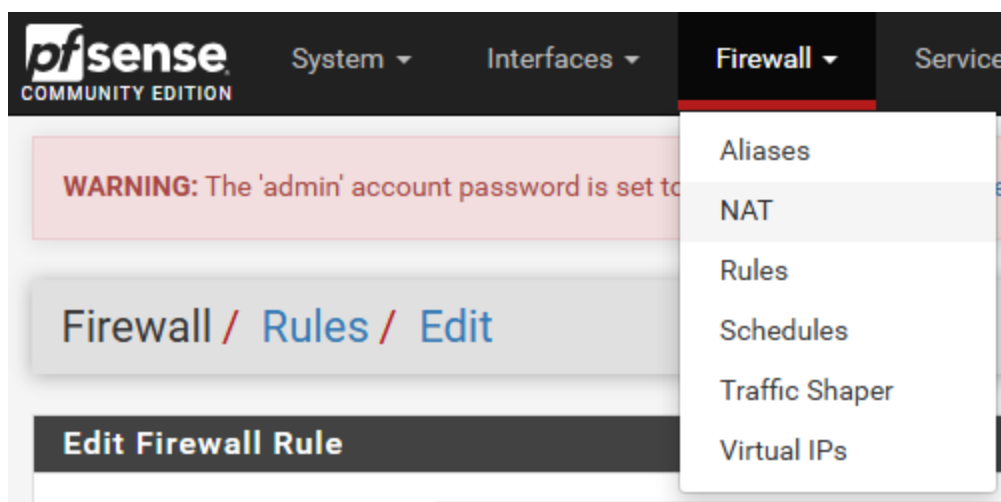 pfsense System Interfaces Firewall Service
COMMUNITY EDITION
Aliases
WARNING: The 'admin' account password is set to
NAT
Rules
Firewall / Rules / Edit
Schedules
Traffic Shaper
Edit Firewall Rule
Virtual IPs